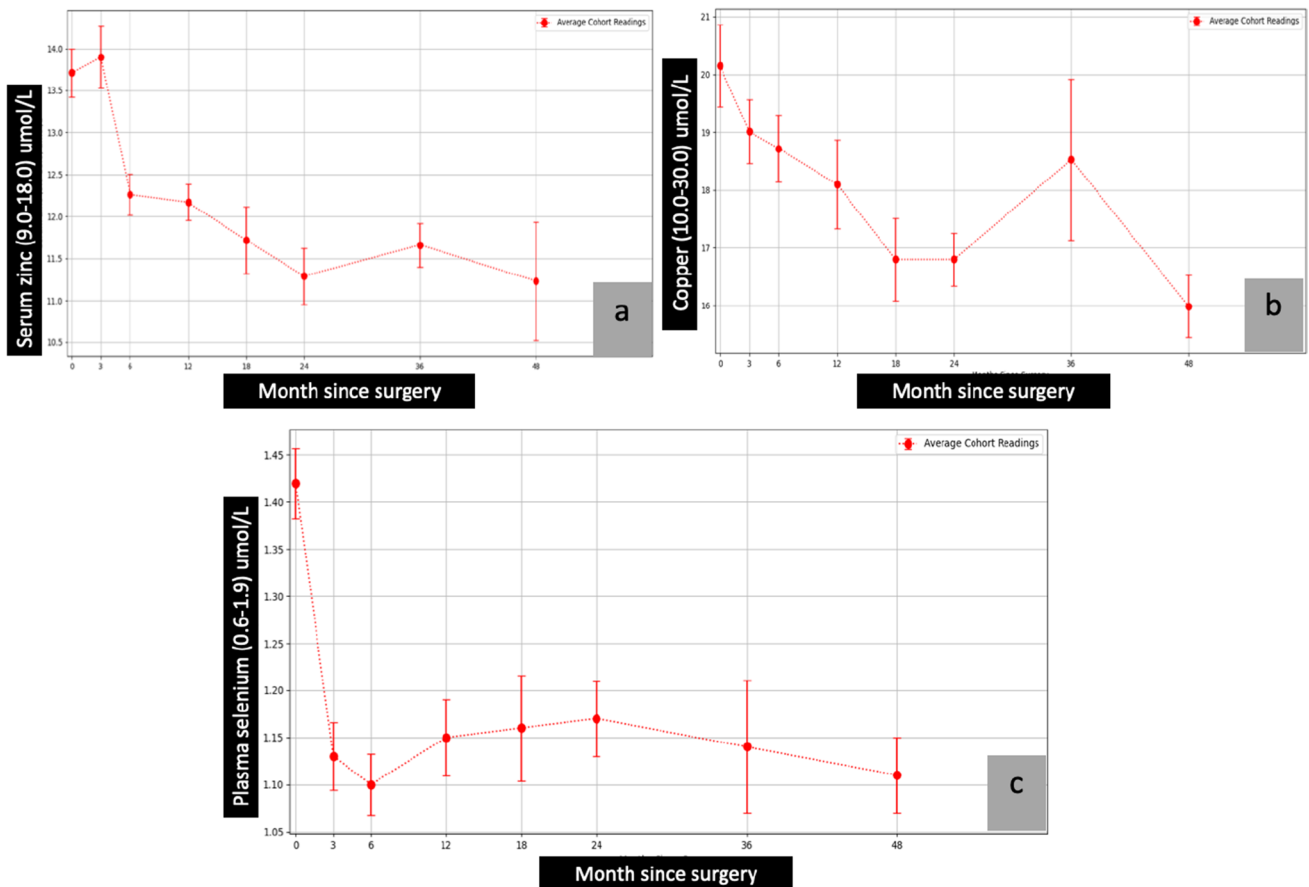 Average Cohort Readings
Serum zinc (9.0-18.0) umol/L
14.0
13.5
13.0
12.5
12.0
11.5
11.0
10.5
0 3 6 12 18 24 36 48
Month since surgery
a
Average Cohort Readings
Copper (10.0-30.0) umol/L
21
20
19
18
17
16
0 3 6 12 18 24 36 48
Month since surgery
b
Average Cohort Readings
Plasma selenium (0.6-1.9) umol/L
1.45
1.40
1.35
1.30
1.25
1.20
1.15
1.10
1.05
0 3 6 12 18 24 36 48
Month since surgery
c